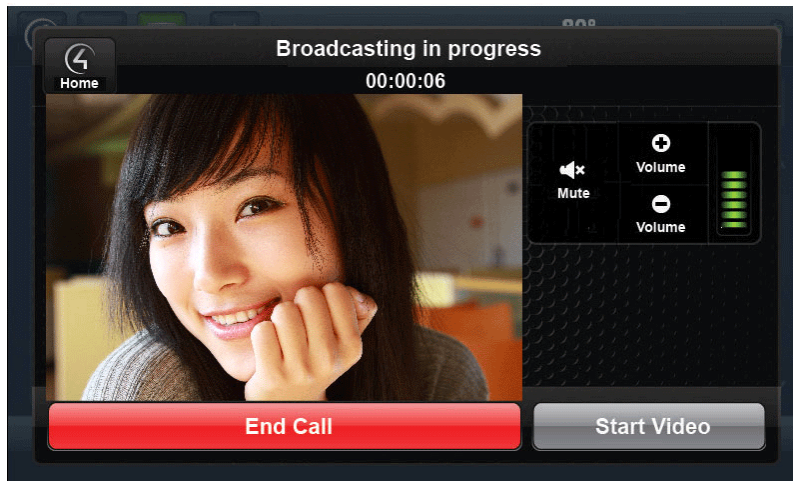 Broadcasting in progress
Home
00:00:06
Mute
Volume
Volume
End Call
Start Video